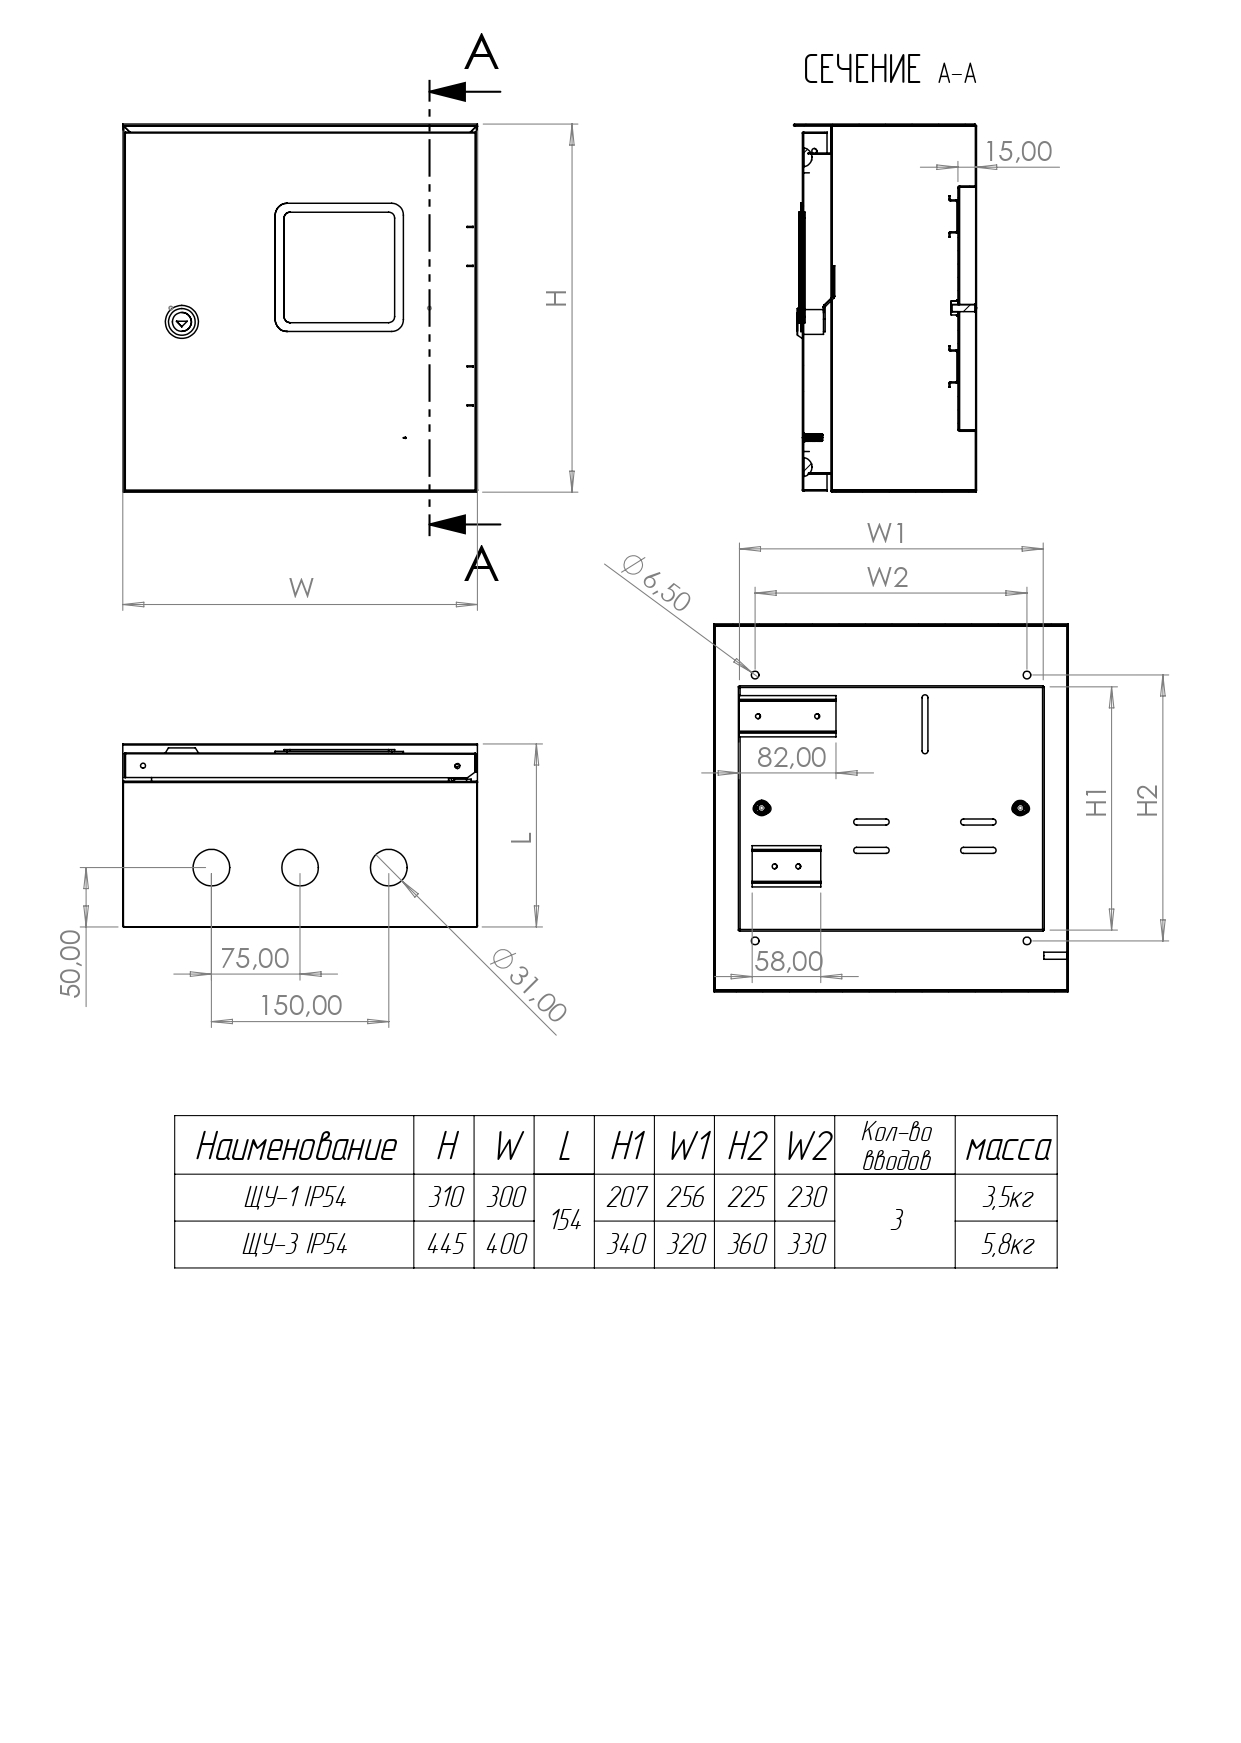 A
СЕЧЕНИЕ A-A
15,00
H
A
W
W1
W2
Ø6,50
82,00
H1
H2
L
50,00
75,00
150,00
Ø31,00
58,00
Наименование H W L H1 W1 H2 W2 Кол-во вводов масса
ЩУ-1 IP54 310 300 154 207 256 225 230 3 3,5кг
ЩУ-3 IP54 445 400 340 320 360 330 5,8кг